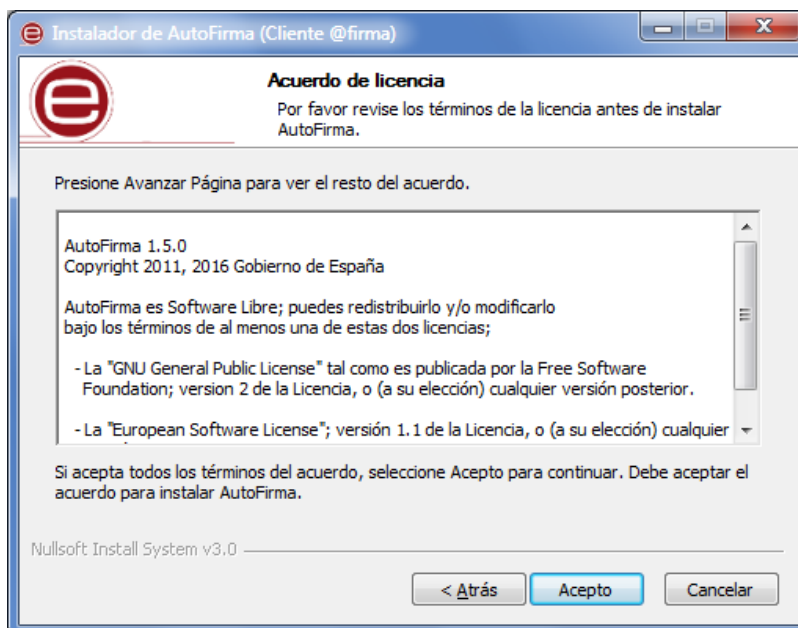 Instalador de AutoFirma (Cliente @firma)
Acuerdo de licencia
Por favor revise los términos de la licencia antes de instalar
AutoFirma.
Presione Avanzar Página para ver el resto del acuerdo.
AutoFirma 1.5.0
Copyright 2011, 2016 Gobierno de España
AutoFirma es Software Libre; puedes redistribuirlo y/o modificarlo
bajo los términos de al menos una de estas dos licencias;
- La "GNU General Public License" tal como es publicada por la Free Software
Foundation; version 2 de la Licencia, o (a su elección) cualquier versión posterior.
- La "European Software License"; versión 1.1 de la Licencia, o (a su elección) cualquier
Si acepta todos los términos del acuerdo, seleccione Acepto para continuar. Debe aceptar el
acuerdo para instalar AutoFirma.
Nullsoft Install System v3.0
< Atrás
Acepto
Cancelar